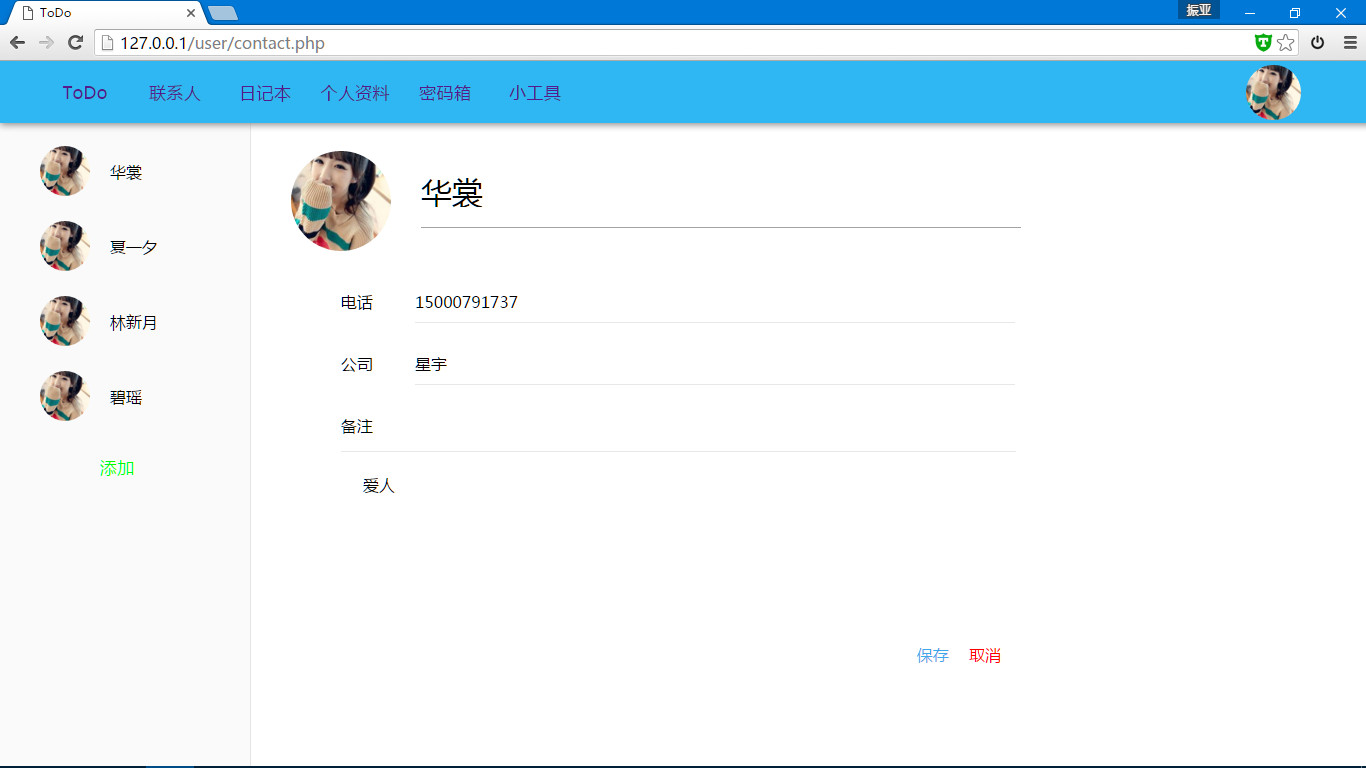 ToDo
振亚
127.0.0.1/user/contact.php
ToDo 联系人 日记本 个人资料 密码箱 小工具
华裳
夏一夕
林新月
碧瑶
添加
华裳
电话 15000791737
公司 星宇
备注
爱人
保存 取消